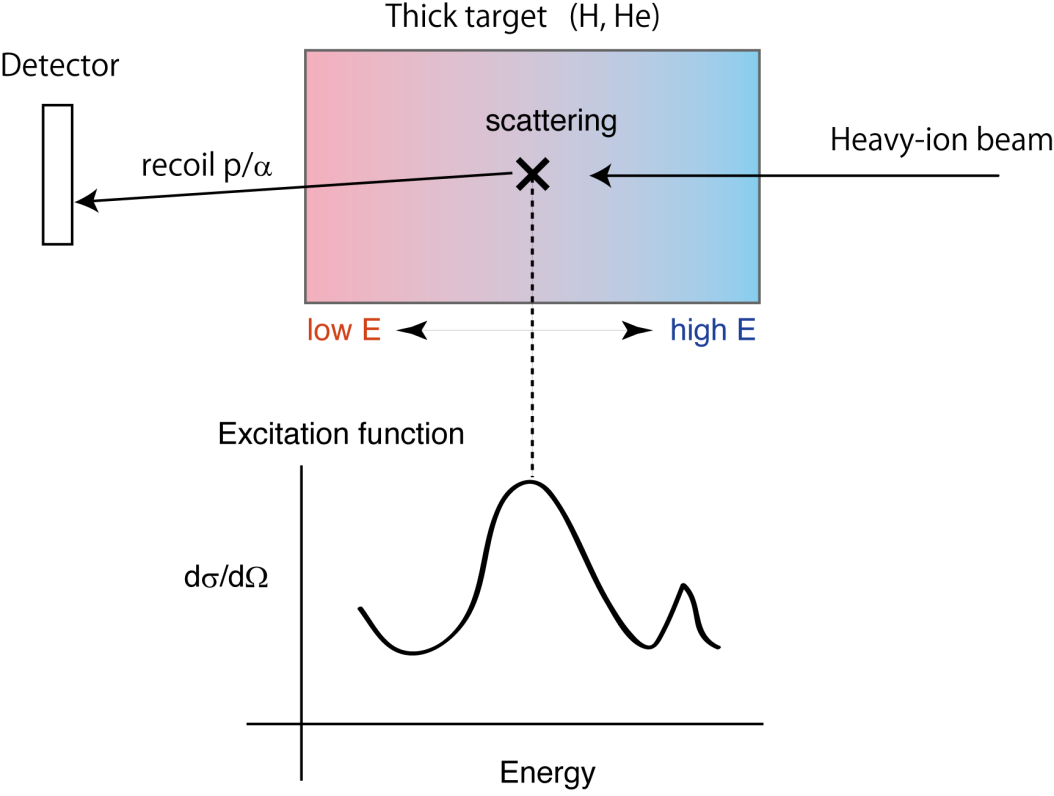 Thick target (H, He)
Detector
scattering
Heavy-ion beam
recoil p/α
low E
high E
Excitation function
dσ/dΩ
Energy